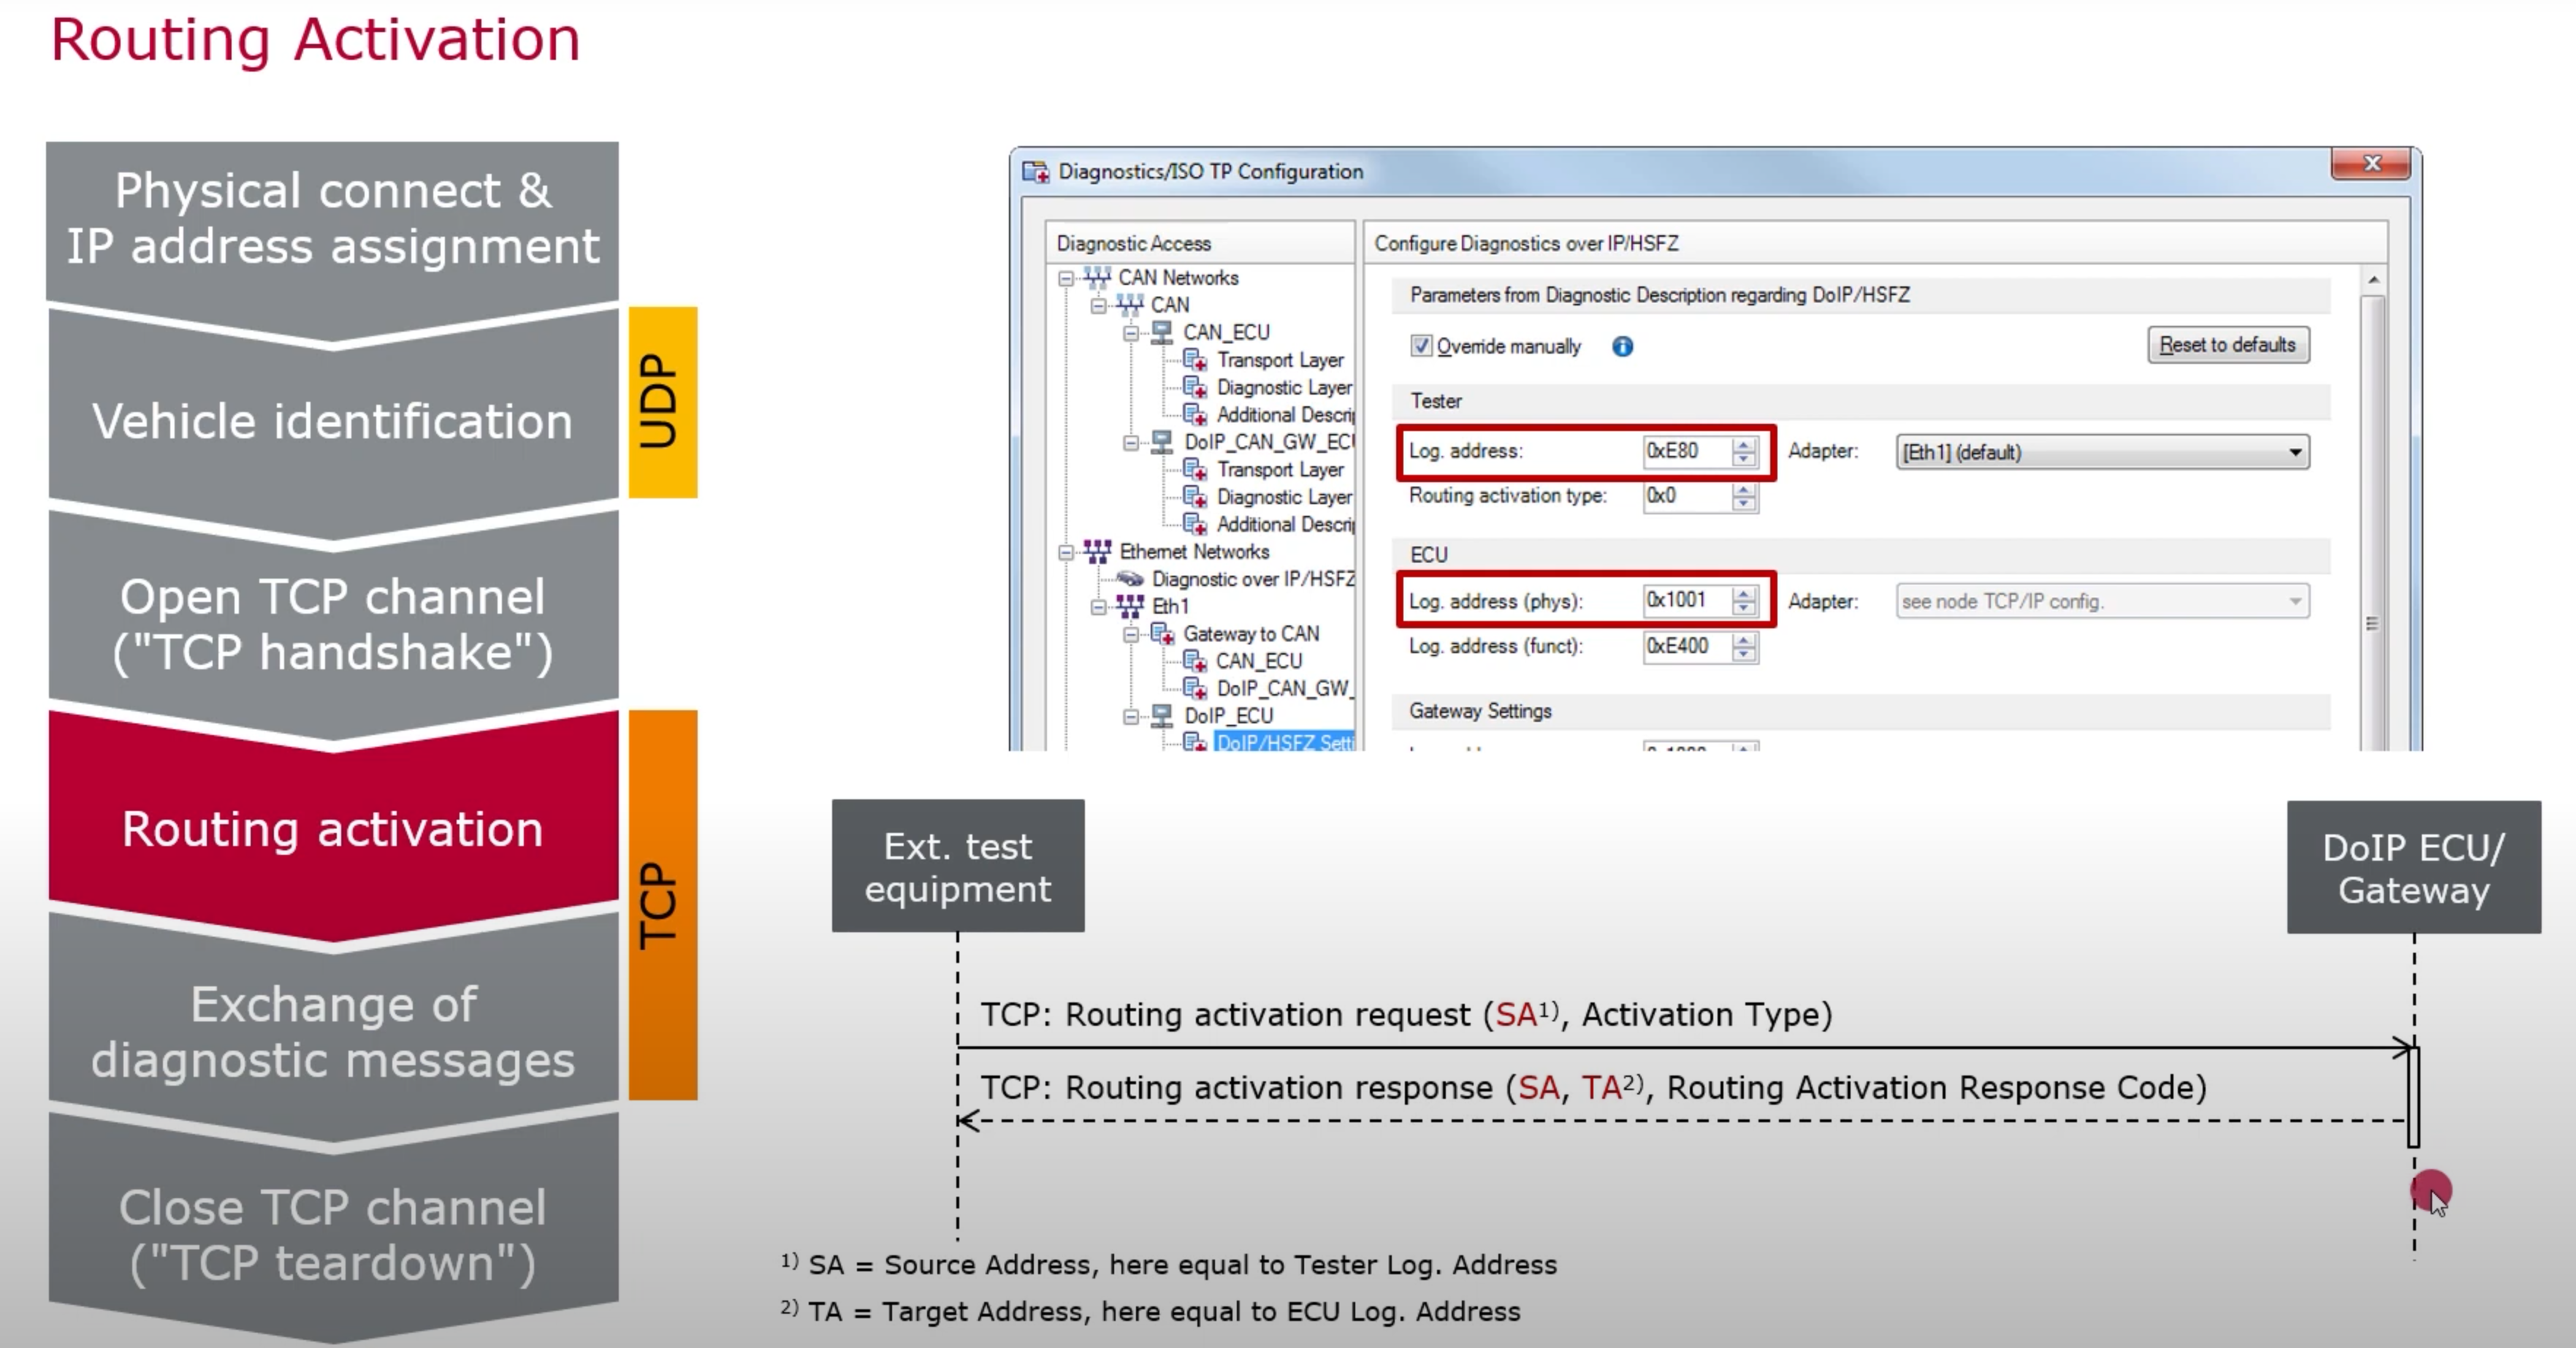 Routing Activation
Physical connect &
IP address assignment
Vehicle identification
UDP
Open TCP channel
("TCP handshake")
Routing activation
TCP
Exchange of
diagnostic messages
Close TCP channel
("TCP teardown")
Diagnostics/ISO TP Configuration
Diagnostic Access
CAN Networks
CAN
CAN_ECU
Transport Layer
Diagnostic Layer
Additional Descri
DoIP_CAN_GW_ECU
Transport Layer
Diagnostic Layer
Additional Descri
Ethernet Networks
Diagnostic over IP/HSFZ
Eth1
Gateway to CAN
CAN_ECU
DoIP_CAN_GW_
DoIP_ECU
DoIP/HSFZ Setti
Configure Diagnostics over IP/HSFZ
Parameters from Diagnostic Description regarding DoIP/HSFZ
Override manually
Reset to defaults
Tester
Log. address: 0xE80 Adapter: [Eth1] (default)
Routing activation type: 0x0
ECU
Log. address (phys): 0x1001 Adapter: see node TCP/IP config.
Log. address (funct): 0xE400
Gateway Settings
Ext. test
equipment
DoIP ECU/
Gateway
TCP: Routing activation request (SA1), Activation Type)
TCP: Routing activation response (SA, TA2), Routing Activation Response Code)
1) SA = Source Address, here equal to Tester Log. Address
2) TA = Target Address, here equal to ECU Log. Address